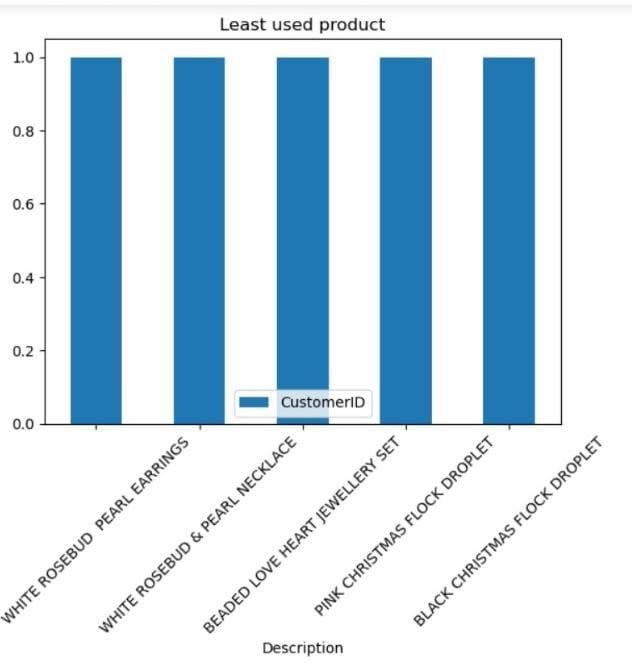 Least used product
1.0
0.8
0.6
0.4
0.2
0.0
CustomerID
WHITE ROSEBUD  PEARL EARRINGS
WHITE ROSEBUD & PEARL NECKLACE
BEADED LOVE HEART JEWELLERY SET
PINK CHRISTMAS FLOCK DROPLET
BLACK CHRISTMAS FLOCK DROPLET
Description